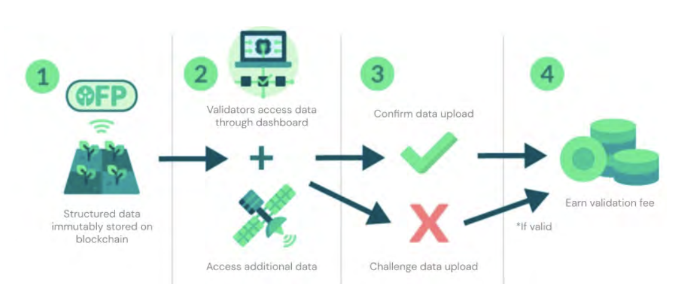 1
OFP
Structured data
immutably stored on
blockchain
2
Validators access data
through dashboard
+
Access additional data
3
Confirm data upload
Challenge data upload
4
Earn validation fee
*If valid